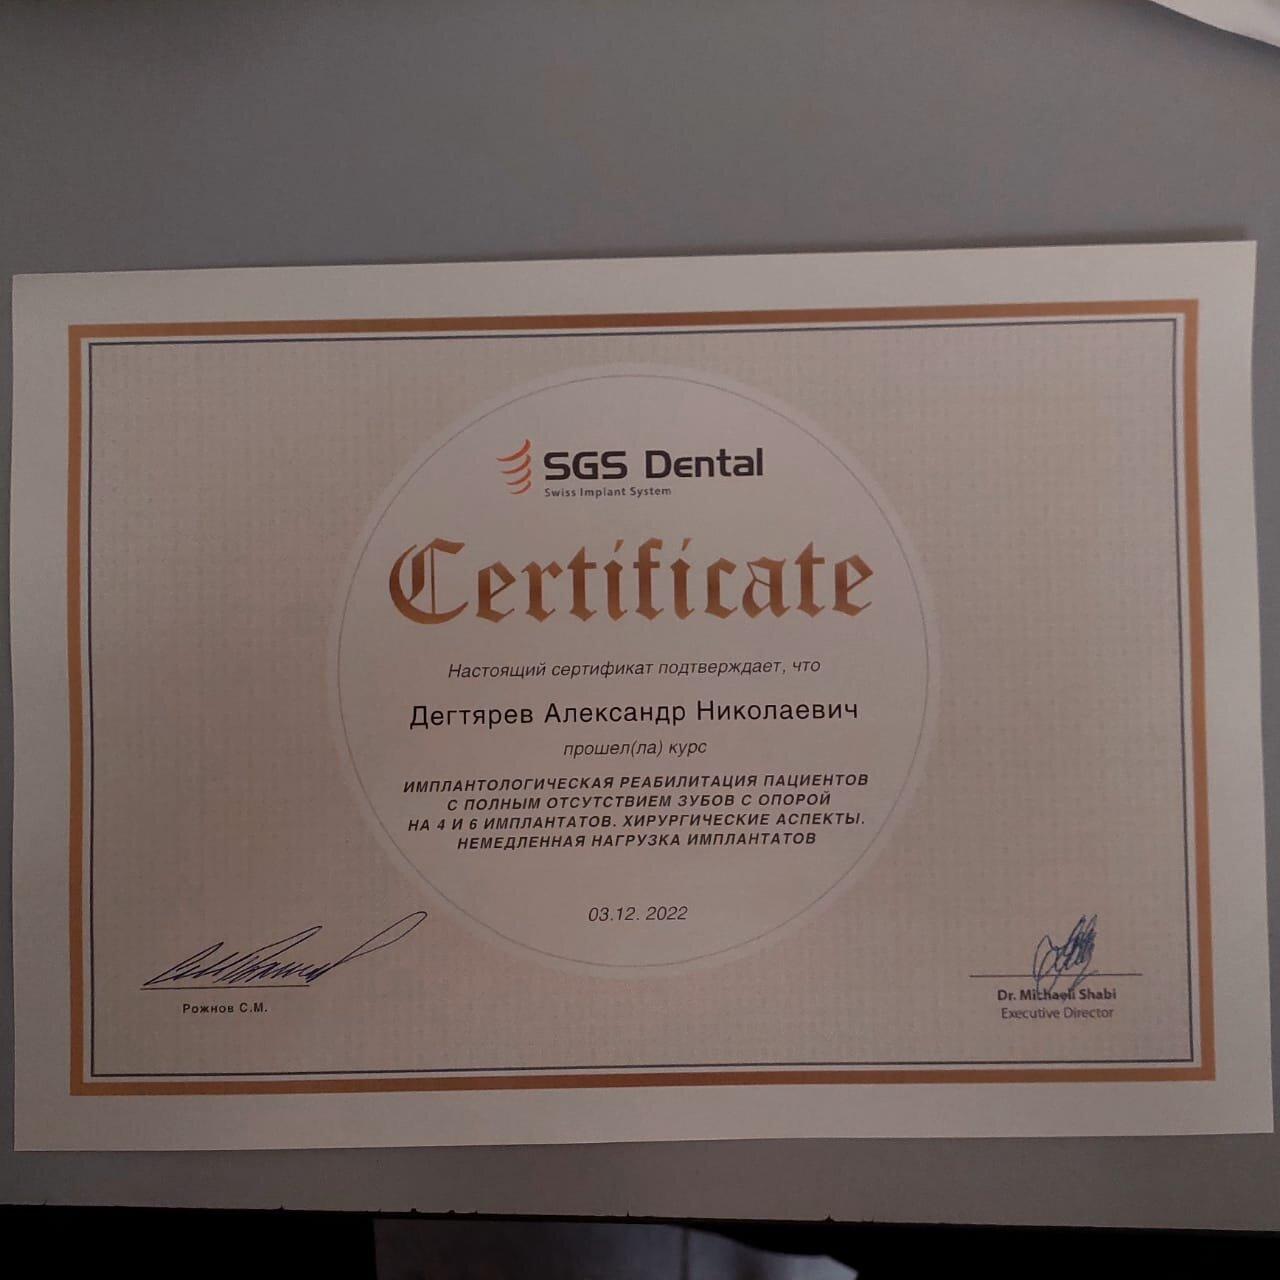 SGS Dental
Swiss Implant System
Certificate
Настоящий сертификат подтверждает, что
Дегтярев Александр Николаевич
прошел(ла) курс
ИМПЛАНТОЛОГИЧЕСКАЯ РЕАБИЛИТАЦИЯ ПАЦИЕНТОВ
С ПОЛНЫМ ОТСУТСТВИЕМ ЗУБОВ С ОПОРОЙ
НА 4 И 6 ИМПЛАНТАТОВ. ХИРУРГИЧЕСКИЕ АСПЕКТЫ.
НЕМЕДЛЕННАЯ НАГРУЗКА ИМПЛАНТАТОВ
03.12. 2022
Рожнов С.М.
Dr. Michaeli Shabi
Executive Director